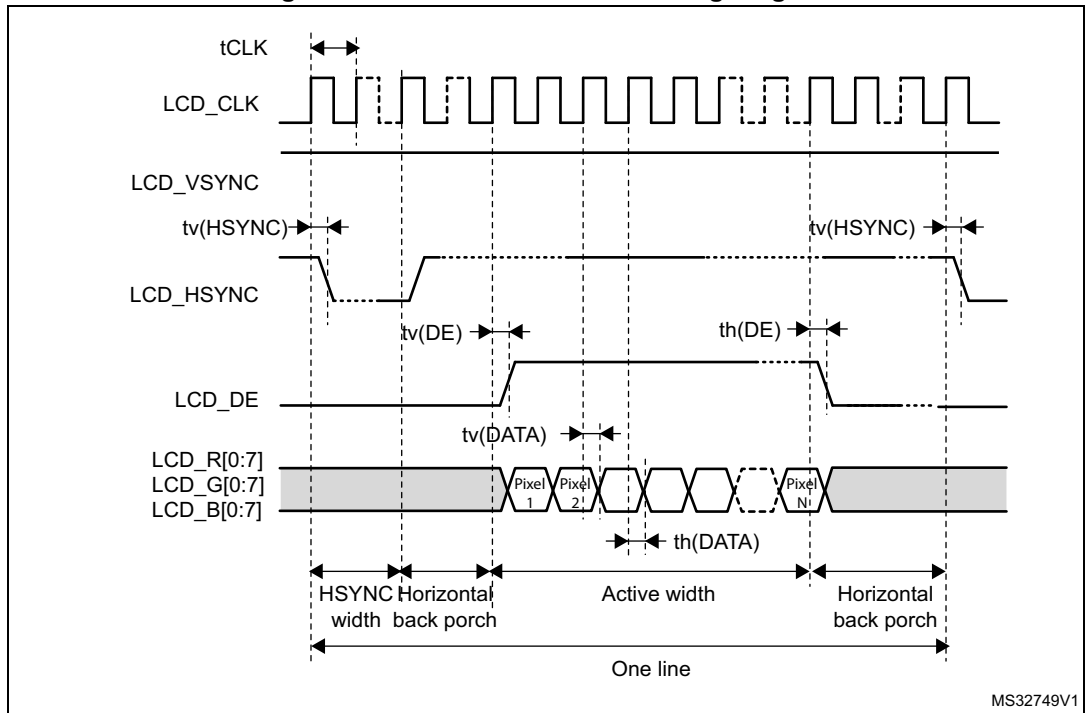 tCLK
LCD_CLK
LCD_VSYNC
tv(HSYNC)
tv(HSYNC)
LCD_HSYNC
tv(DE)
th(DE)
LCD_DE
tv(DATA)
LCD_R[0:7]
LCD_G[0:7]
LCD_B[0:7]
Pixel
1
Pixel
2
Pixel
N
th(DATA)
HSYNC
width
Horizontal
back porch
Active width
Horizontal
back porch
One line
MS32749V1